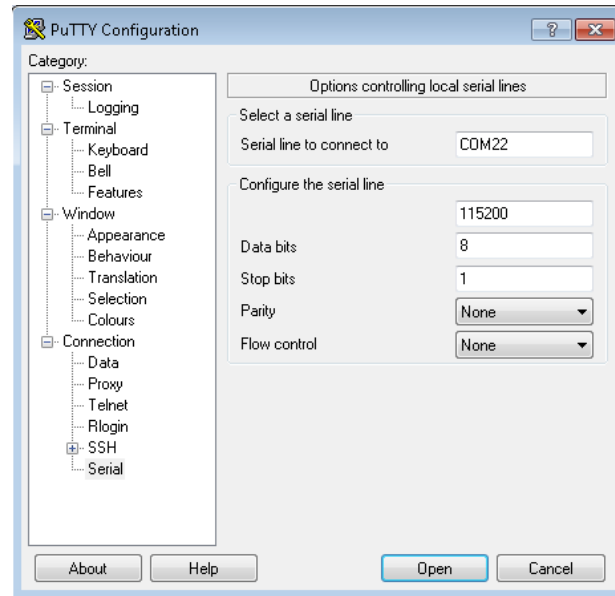 PuTTY Configuration
Category:
Session
Logging
Terminal
Keyboard
Bell
Features
Window
Appearance
Behaviour
Translation
Selection
Colours
Connection
Data
Proxy
Telnet
Rlogin
SSH
Serial
Options controlling local serial lines
Select a serial line
Serial line to connect to COM22
Configure the serial line
115200
Data bits 8
Stop bits 1
Parity None
Flow control None
About Help Open Cancel